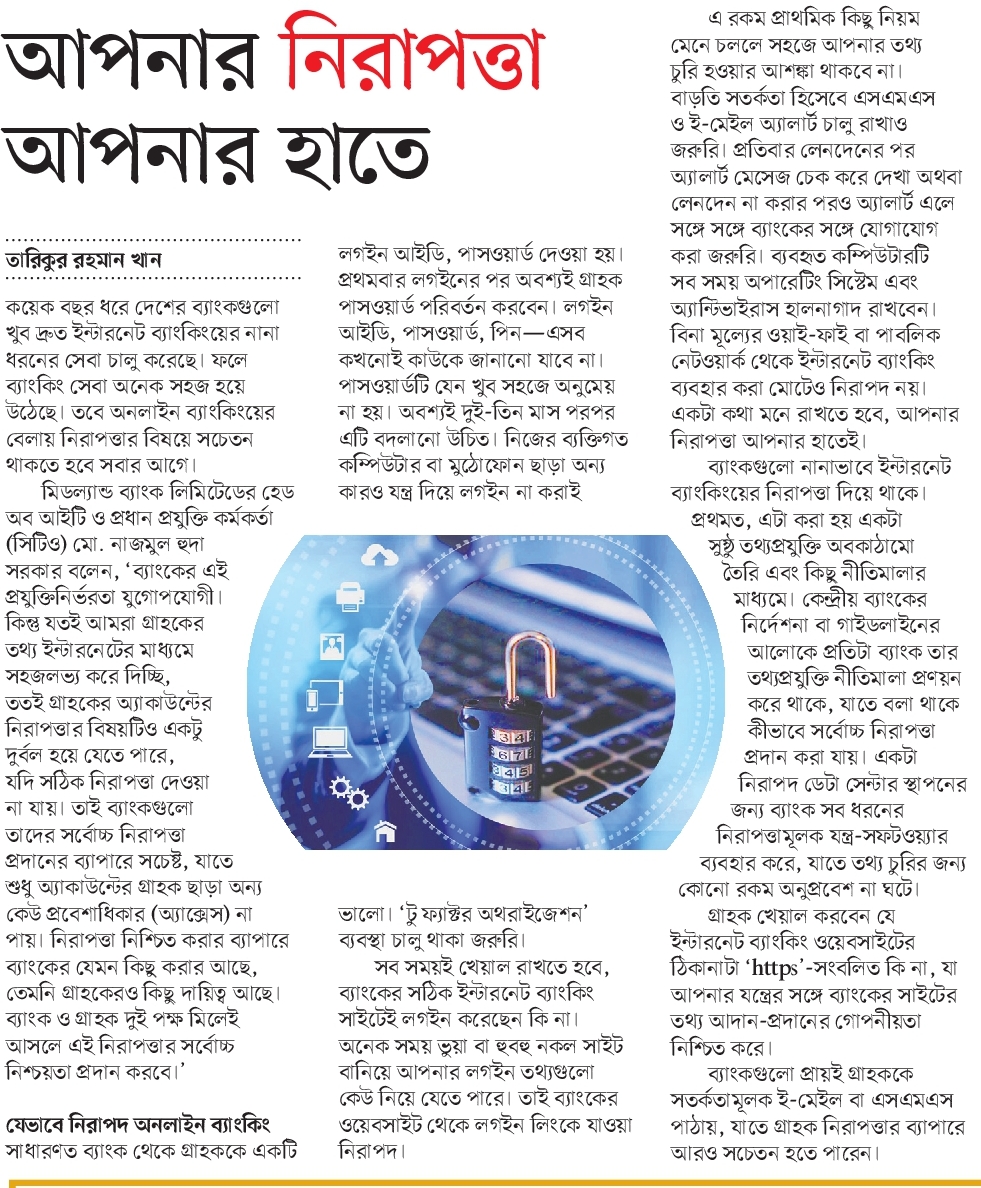 আপনার নিরাপত্তা
আপনার হাতে
তারিকুর রহমান খান
কয়েক বছর ধরে দেশের ব্যাংকগুলো
খুব দ্রুত ইন্টারনেট ব্যাংকিংয়ের নানা
ধরনের সেবা চালু করেছে। ফলে
ব্যাংকিং সেবা অনেক সহজ হয়ে
উঠেছে। তবে অনলাইন ব্যাংকিংয়ের
বেলায় নিরাপত্তার বিষয়ে সচেতন
থাকতে হবে সবার আগে।
মিডল্যান্ড ব্যাংক লিমিটেডের হেড
অব আইটি ও প্রধান প্রযুক্তি কর্মকর্তা
(সিটিও) মো. নাজমুল হুদা
সরকার বলেন, ‘ব্যাংকের এই
প্রযুক্তিনির্ভরতা যুগোপযোগী।
কিন্তু যতই আমরা গ্রাহকের
তথ্য ইন্টারনেটের মাধ্যমে
সহজলভ্য করে দিচ্ছি,
ততই গ্রাহকের অ্যাকাউন্টের
নিরাপত্তার বিষয়টিও একটু
দুর্বল হয়ে যেতে পারে,
যদি সঠিক নিরাপত্তা দেওয়া
না যায়। তাই ব্যাংকগুলো
তাদের সর্বোচ্চ নিরাপত্তা
প্রদানের ব্যাপারে সচেষ্ট, যাতে
শুধু অ্যাকাউন্টের গ্রাহক ছাড়া অন্য
কেউ প্রবেশাধিকার (অ্যাক্সেস) না
পায়। নিরাপত্তা নিশ্চিত করার ব্যাপারে
ব্যাংকের যেমন কিছু করার আছে,
তেমনি গ্রাহকেরও কিছু দায়িত্ব আছে।
ব্যাংক ও গ্রাহক দুই পক্ষ মিলেই
আসলে এই নিরাপত্তার সর্বোচ্চ
নিশ্চয়তা প্রদান করবে।’
যেভাবে নিরাপদ অনলাইন ব্যাংকিং
সাধারণত ব্যাংক থেকে গ্রাহককে একটি
লগইন আইডি, পাসওয়ার্ড দেওয়া হয়।
প্রথমবার লগইনের পর অবশ্যই গ্রাহক
পাসওয়ার্ড পরিবর্তন করবেন। লগইন
আইডি, পাসওয়ার্ড, পিন—এসব
কখনোই কাউকে জানানো যাবে না।
পাসওয়ার্ডটি যেন খুব সহজে অনুমেয়
না হয়। অবশ্যই দুই-তিন মাস পরপর
এটি বদলানো উচিত। নিজের ব্যক্তিগত
কম্পিউটার বা মুঠোফোন ছাড়া অন্য
কারও যন্ত্র দিয়ে লগইন না করাই
ভালো। ‘টু ফ্যাক্টর অথরাইজেশন’
ব্যবস্থা চালু থাকা জরুরি।
সব সময়ই খেয়াল রাখতে হবে,
ব্যাংকের সঠিক ইন্টারনেট ব্যাংকিং
সাইটেই লগইন করেছেন কি না।
অনেক সময় ভুয়া বা হুবহু নকল সাইট
বানিয়ে আপনার লগইন তথ্যগুলো
কেউ নিয়ে যেতে পারে। তাই ব্যাংকের
ওয়েবসাইট থেকে লগইন লিংকে যাওয়া
নিরাপদ।
এ রকম প্রাথমিক কিছু নিয়ম
মেনে চললে সহজে আপনার তথ্য
চুরি হওয়ার আশঙ্কা থাকবে না।
বাড়তি সতর্কতা হিসেবে এসএমএস
ও ই-মেইল অ্যালার্ট চালু রাখাও
জরুরি। প্রতিবার লেনদেনের পর
অ্যালার্ট মেসেজ চেক করে দেখা অথবা
লেনদেন না করার পরও অ্যালার্ট এলে
সঙ্গে সঙ্গে ব্যাংকের সঙ্গে যোগাযোগ
করা জরুরি। ব্যবহৃত কম্পিউটারটি
সব সময় অপারেটিং সিস্টেম এবং
অ্যান্টিভাইরাস হালনাগাদ রাখবেন।
বিনা মূল্যের ওয়াই-ফাই বা পাবলিক
নেটওয়ার্ক থেকে ইন্টারনেট ব্যাংকিং
ব্যবহার করা মোটেও নিরাপদ নয়।
একটা কথা মনে রাখতে হবে, আপনার
নিরাপত্তা আপনার হাতেই।
ব্যাংকগুলো নানাভাবে ইন্টারনেট
ব্যাংকিংয়ের নিরাপত্তা দিয়ে থাকে।
প্রথমত, এটা করা হয় একটা
সুষ্ঠু তথ্যপ্রযুক্তি অবকাঠামো
তৈরি এবং কিছু নীতিমালার
মাধ্যমে। কেন্দ্রীয় ব্যাংকের
নির্দেশনা বা গাইডলাইনের
আলোকে প্রতিটা ব্যাংক তার
তথ্যপ্রযুক্তি নীতিমালা প্রণয়ন
করে থাকে, যাতে বলা থাকে
কীভাবে সর্বোচ্চ নিরাপত্তা
প্রদান করা যায়। একটা
নিরাপদ ডেটা সেন্টার স্থাপনের
জন্য ব্যাংক সব ধরনের
নিরাপত্তামূলক যন্ত্র-সফটওয়্যার
ব্যবহার করে, যাতে তথ্য চুরির জন্য
কোনো রকম অনুপ্রবেশ না ঘটে।
গ্রাহক খেয়াল করবেন যে
ইন্টারনেট ব্যাংকিং ওয়েবসাইটের
ঠিকানাটা ‘https’-সংবলিত কি না, যা
আপনার যন্ত্রের সঙ্গে ব্যাংকের সাইটের
তথ্য আদান-প্রদানের গোপনীয়তা
নিশ্চিত করে।
ব্যাংকগুলো প্রায়ই গ্রাহককে
সতর্কতামূলক ই-মেইল বা এসএমএস
পাঠায়, যাতে গ্রাহক নিরাপত্তার ব্যাপারে
আরও সচেতন হতে পারেন।